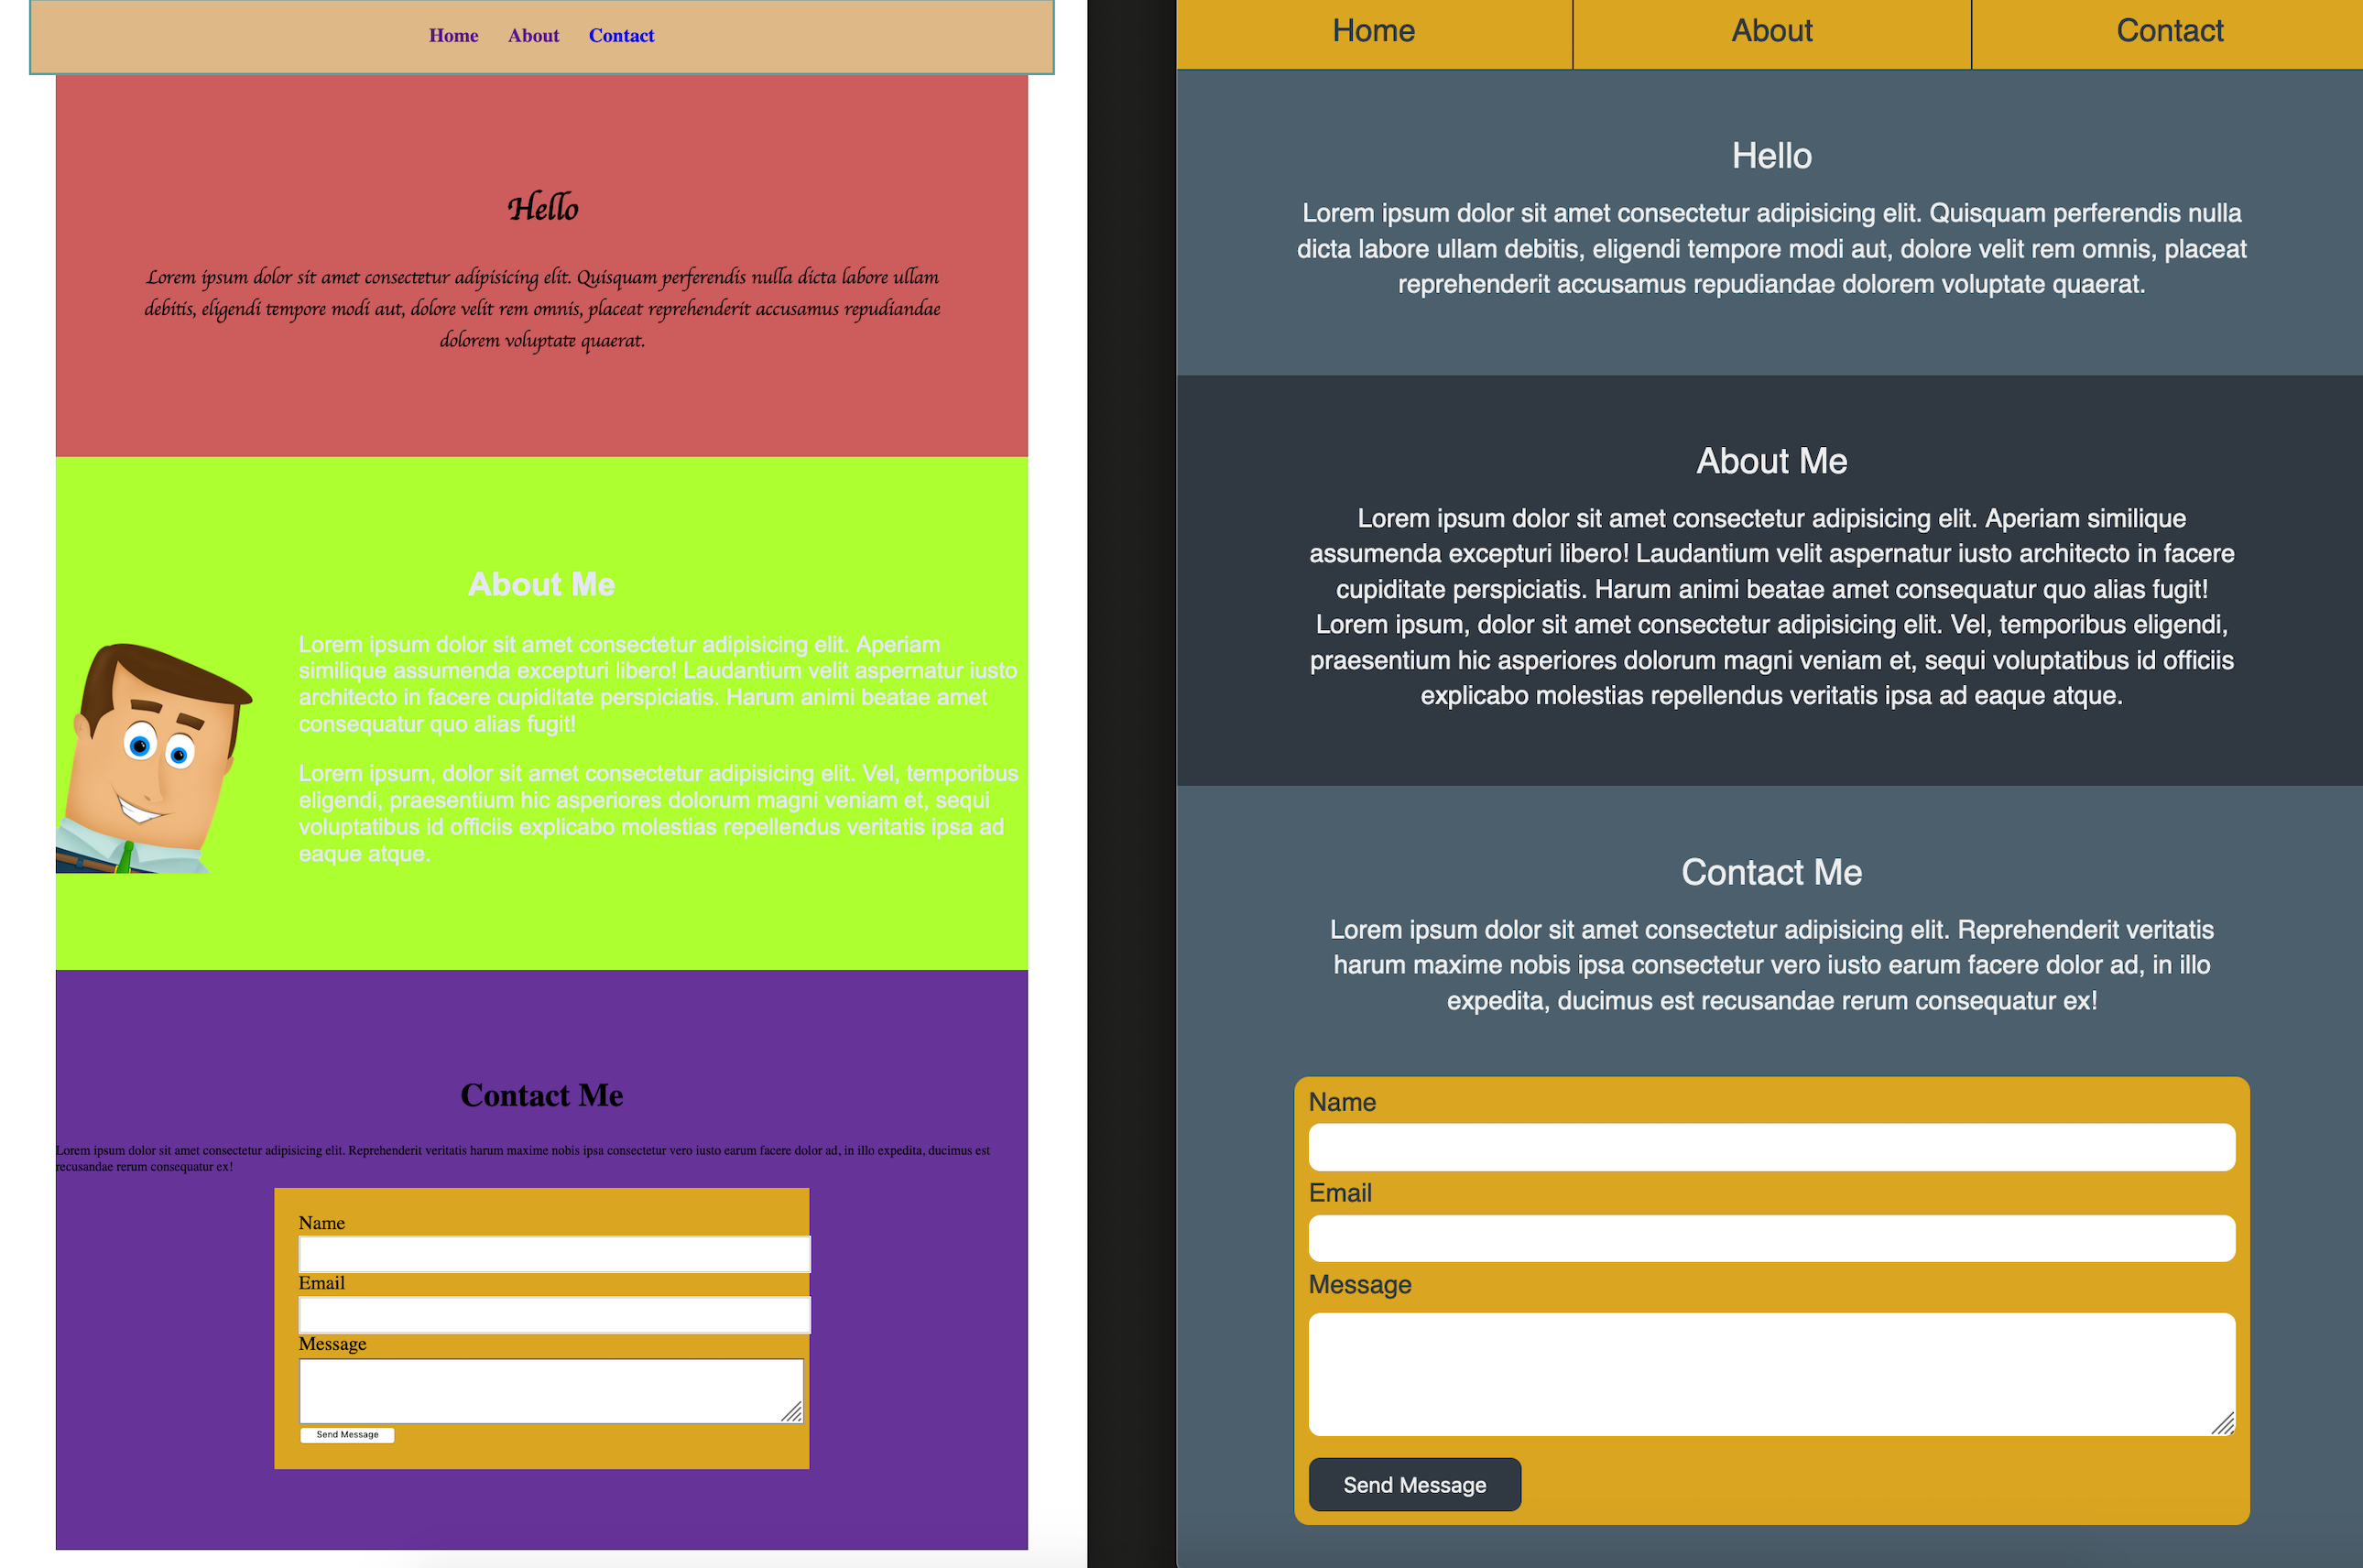 Home About Contact
Hello
Lorem ipsum dolor sit amet consectetur adipisicing elit. Quisquam perferendis nulla dicta labore ullam
debitis, eligendi tempore modi aut, dolore velit rem omnis, placeat reprehenderit accusamus repudiandae
dolorem voluptate quaerat.
About Me
Lorem ipsum dolor sit amet consectetur adipisicing elit. Aperiam
similique assumenda excepturi libero! Laudantium velit aspernatur iusto
architecto in facere cupiditate perspiciatis. Harum animi beatae amet
consequatur quo alias fugit!
Lorem ipsum, dolor sit amet consectetur adipisicing elit. Vel, temporibus
eligendi, praesentium hic asperiores dolorum magni veniam et, sequi
voluptatibus id officiis explicabo molestias repellendus veritatis ipsa ad
eaque atque.
Contact Me
Lorem ipsum dolor sit amet consectetur adipisicing elit. Reprehenderit veritatis harum maxime nobis ipsa consectetur vero iusto earum facere dolor ad, in illo expedita, ducimus est
recusandae rerum consequatur ex!
Name
Email
Message
Send Message
Home About Contact
Hello
Lorem ipsum dolor sit amet consectetur adipisicing elit. Quisquam perferendis nulla
dicta labore ullam debitis, eligendi tempore modi aut, dolore velit rem omnis, placeat
reprehenderit accusamus repudiandae dolorem voluptate quaerat.
About Me
Lorem ipsum dolor sit amet consectetur adipisicing elit. Aperiam similique
assumenda excepturi libero! Laudantium velit aspernatur iusto architecto in facere
cupiditate perspiciatis. Harum animi beatae amet consequatur quo alias fugit!
Lorem ipsum, dolor sit amet consectetur adipisicing elit. Vel, temporibus eligendi,
praesentium hic asperiores dolorum magni veniam et, sequi voluptatibus id officiis
explicabo molestias repellendus veritatis ipsa ad eaque atque.
Contact Me
Lorem ipsum dolor sit amet consectetur adipisicing elit. Reprehenderit veritatis
harum maxime nobis ipsa consectetur vero iusto earum facere dolor ad, in illo
expedita, ducimus est recusandae rerum consequatur ex!
Name
Email
Message
Send Message